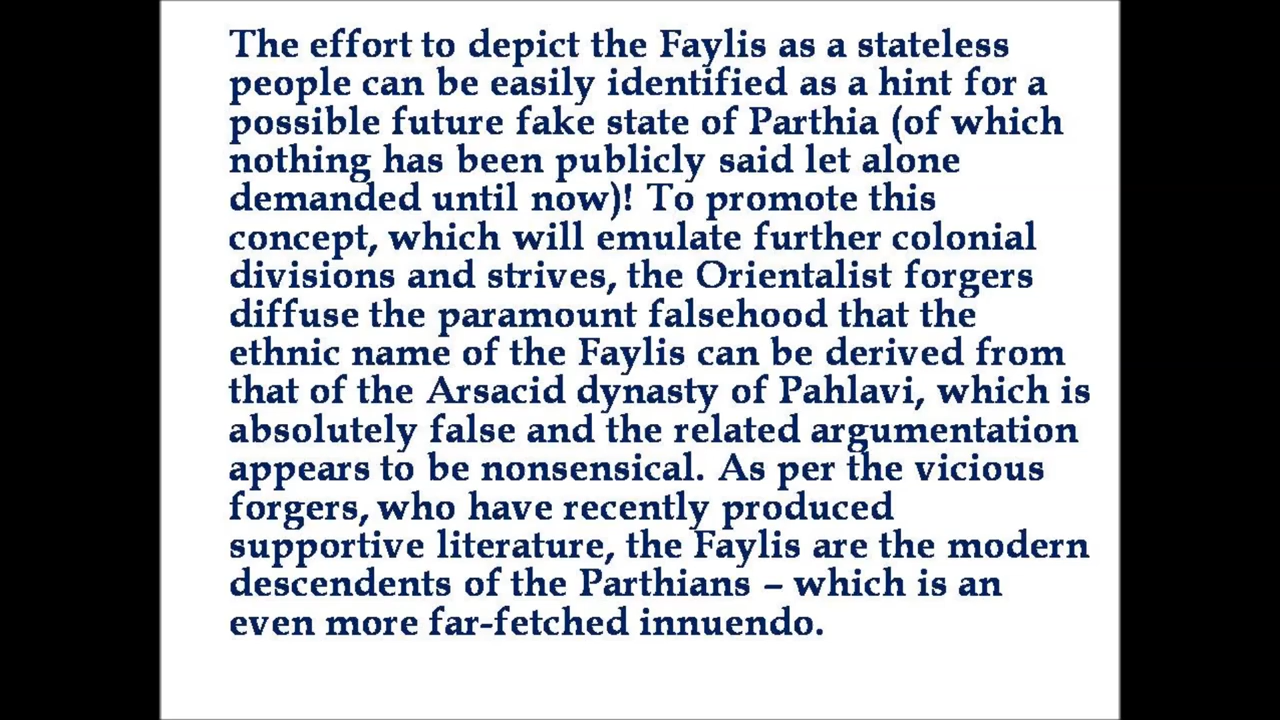 The effort to depict the Faylis as a stateless
people can be easily identified as a hint for a
possible future fake state of Parthia (of which
nothing has been publicly said let alone
demanded until now)! To promote this
concept, which will emulate further colonial
divisions and strives, the Orientalist forgers
diffuse the paramount falsehood that the
ethnic name of the Faylis can be derived from
that of the Arsacid dynasty of Pahlavi, which is
absolutely false and the related argumentation
appears to be nonsensical. As per the vicious
forgers, who have recently produced
supportive literature, the Faylis are the modern
descendents of the Parthians – which is an
even more far-fetched innuendo.